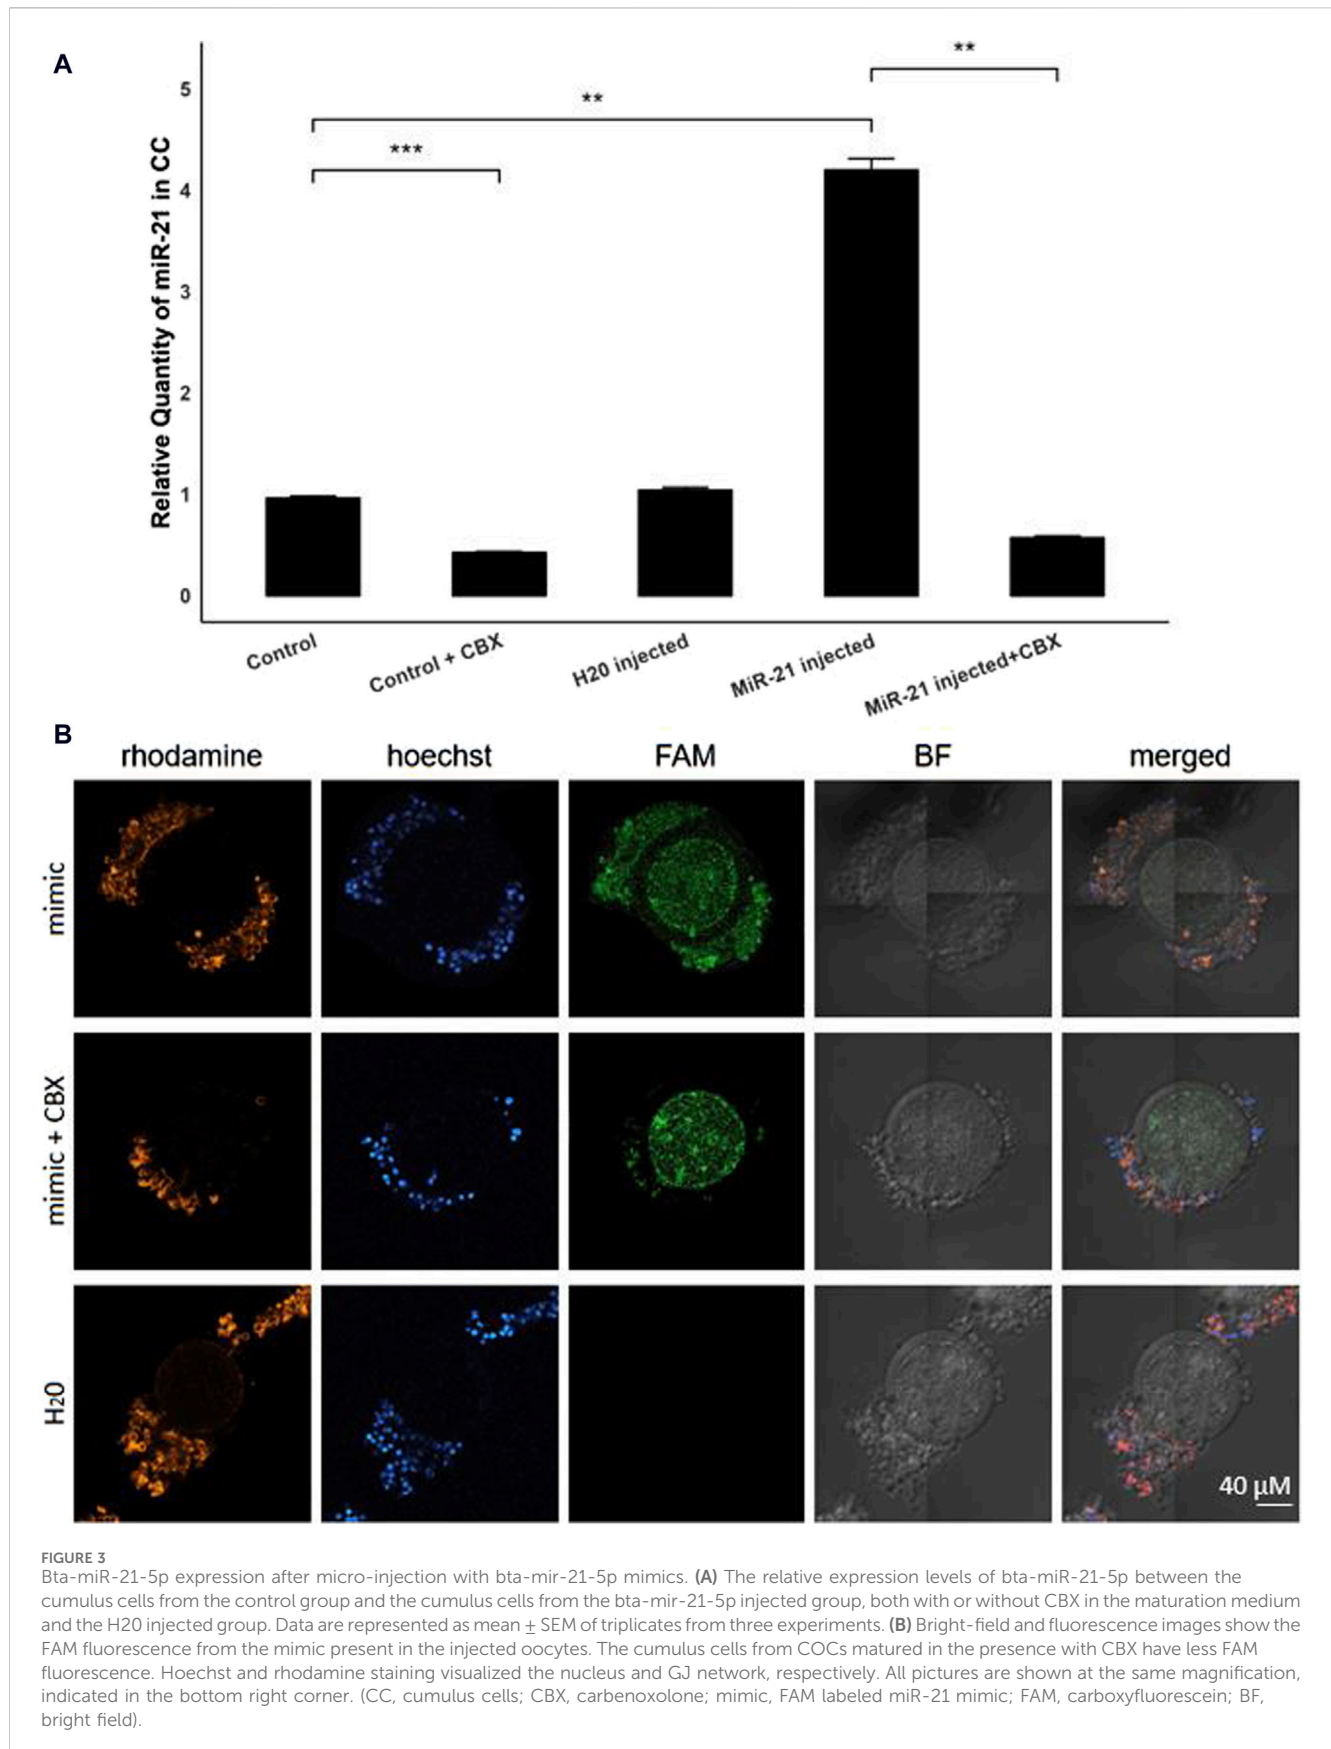 A
**
**
***
Relative Quantity of miR-21 in CC
5
4
3
2
1
0
Control
Control + CBX
H20 injected
MiR-21 injected
MiR-21 injected+CBX
B
rhodamine
hoechst
FAM
BF
merged
mimic
mimic + CBX
H20
40 µM
FIGURE 3
Bta-miR-21-5p expression after micro-injection with bta-mir-21-5p mimics. (A) The relative expression levels of bta-miR-21-5p between the
cumulus cells from the control group and the cumulus cells from the bta-mir-21-5p injected group, both with or without CBX in the maturation medium
and the H20 injected group. Data are represented as mean ± SEM of triplicates from three experiments. (B) Bright-field and fluorescence images show the
FAM fluorescence from the mimic present in the injected oocytes. The cumulus cells from COCs matured in the presence with CBX have less FAM
fluorescence. Hoechst and rhodamine staining visualized the nucleus and GJ network, respectively. All pictures are shown at the same magnification,
indicated in the bottom right corner. (CC, cumulus cells; CBX, carbenoxolone; mimic, FAM labeled miR-21 mimic; FAM, carboxyfluorescein; BF,
bright field).